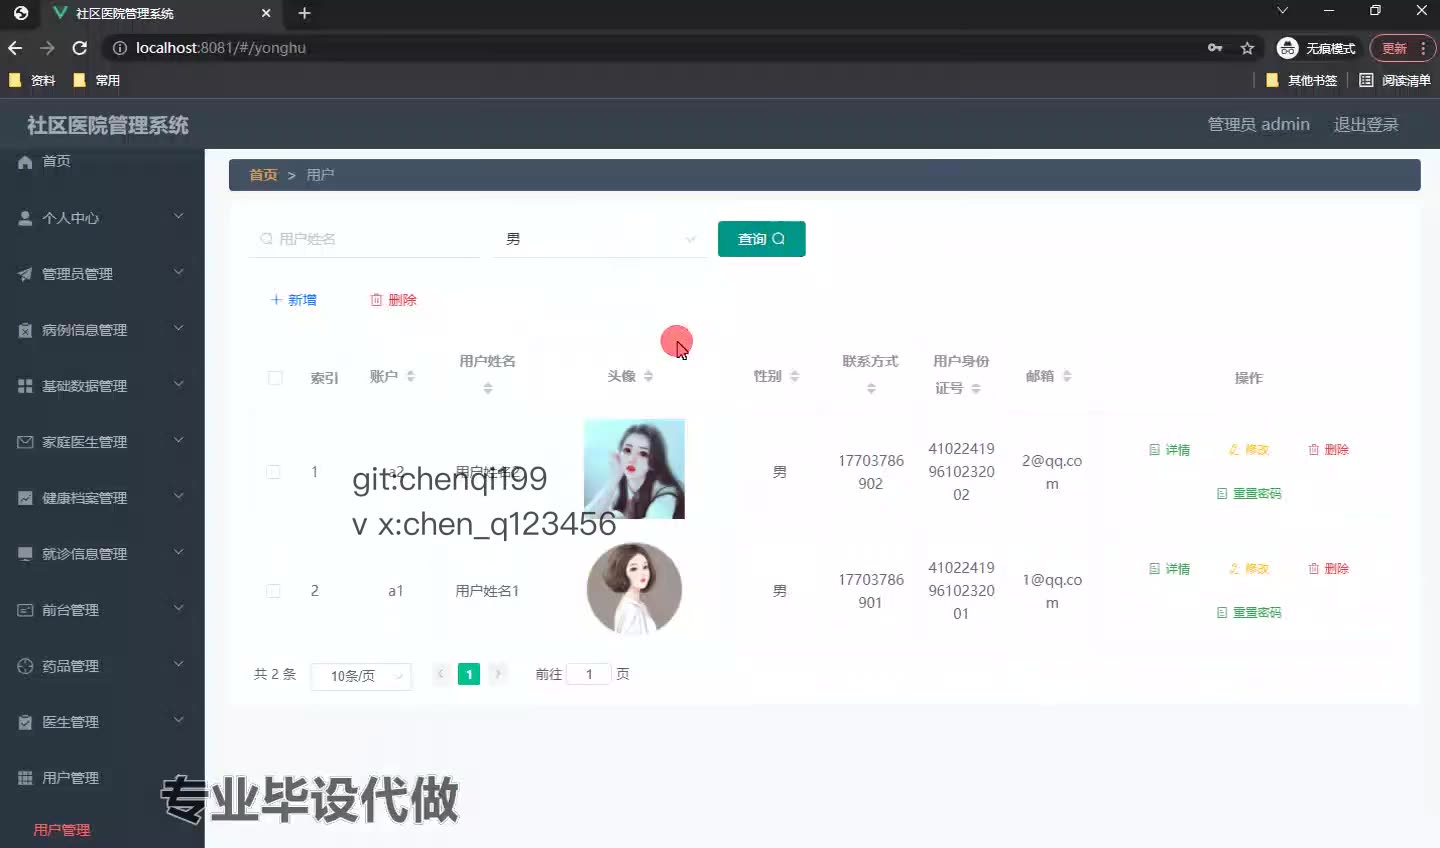 社区医院管理系统
localhost:8081/#/yonghu
无痕模式
更新
资料
常用
其他书签
阅读清单
社区医院管理系统
管理员 admin
退出登录
首页
个人中心
管理员管理
病例信息管理
基础数据管理
家庭医生管理
健康档案管理
就诊信息管理
前台管理
药品管理
医生管理
用户管理
用户管理
首页 > 用户
用户姓名
男
查询
+ 新增
删除
索引
账户
用户姓名
头像
性别
联系方式
用户身份
证号
邮箱
操作
1
a2
用户姓名2
男
17703786
902
41022419
96102320
02
2@qq.co
m
详情
修改
删除
重置密码
git:chenqi199
v x:chen_q123456
2
a1
用户姓名1
男
17703786
901
41022419
96102320
01
1@qq.co
m
详情
修改
删除
重置密码
共 2 条
10条/页
1
前往 1 页
专业毕设代做